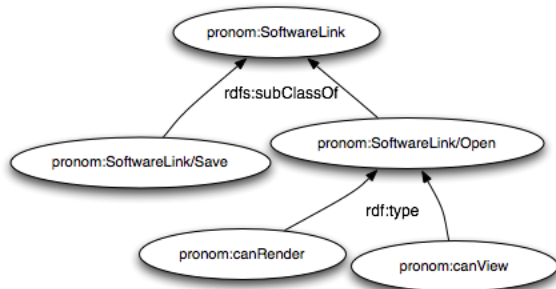 pronom:SoftwareLink
rdfs:subClassOf
pronom:SoftwareLink/Save
pronom:SoftwareLink/Open
rdf:type
pronom:canRender
pronom:canView